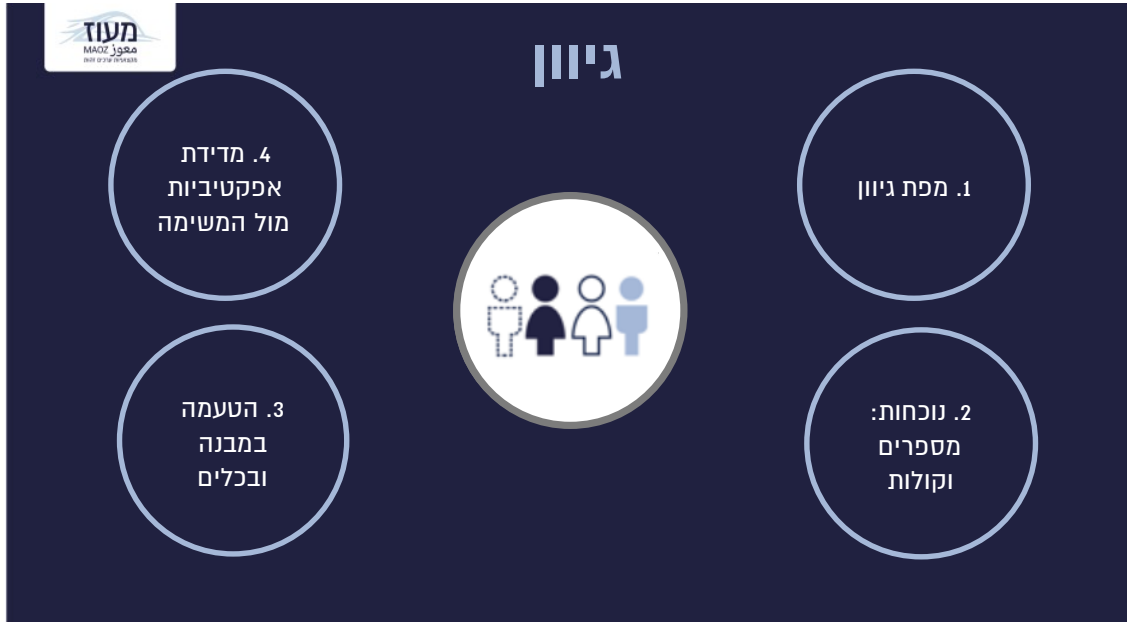 מעוז
معوز MAOZ
גיוון
1. מפת גיוון
2. נוכחות:
מספרים
וקולות
3. הטעמה
במבנה
ובכלים
4. מדידת
אפקטיביות
מול המשימה